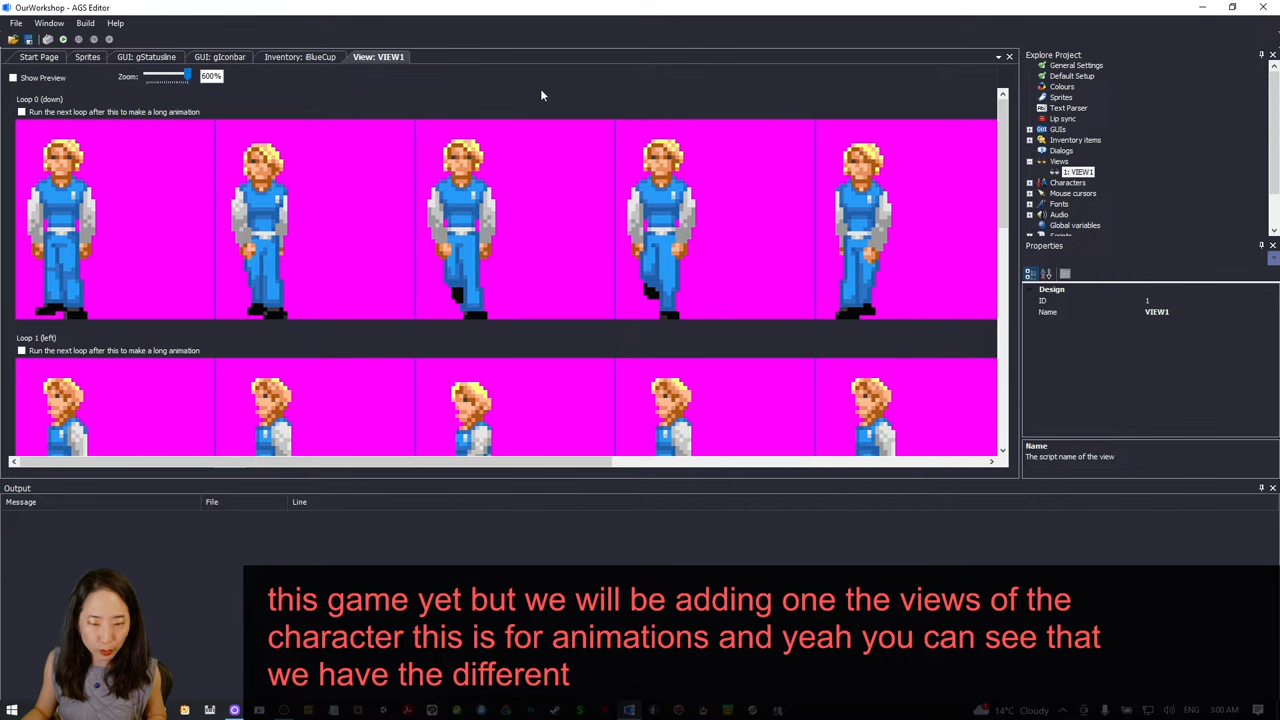 OurWorkshop - AGS Editor
File Window Build Help
Start Page Sprites GUI: gStatusline GUI: gIconbar Inventory: iBlueCup View: VIEW1
Show Preview Zoom: 600%
Loop 0 (down)
Run the next loop after this to make a long animation
Loop 1 (left)
Run the next loop after this to make a long animation
Explore Project
General Settings
Default Setup
Colours
Sprites
Text Parser
Lip sync
GUIs
Inventory items
Dialogs
Views
1: VIEW1
Characters
Mouse cursors
Fonts
Audio
Global variables
Properties
Design
ID 1
Name VIEW1
Name
The script name of the view
Output
Message File Line
this game yet but we will be adding one the views of the
character this is for animations and yeah you can see that
we have the different
14°C Cloudy ENG 3:00 AM